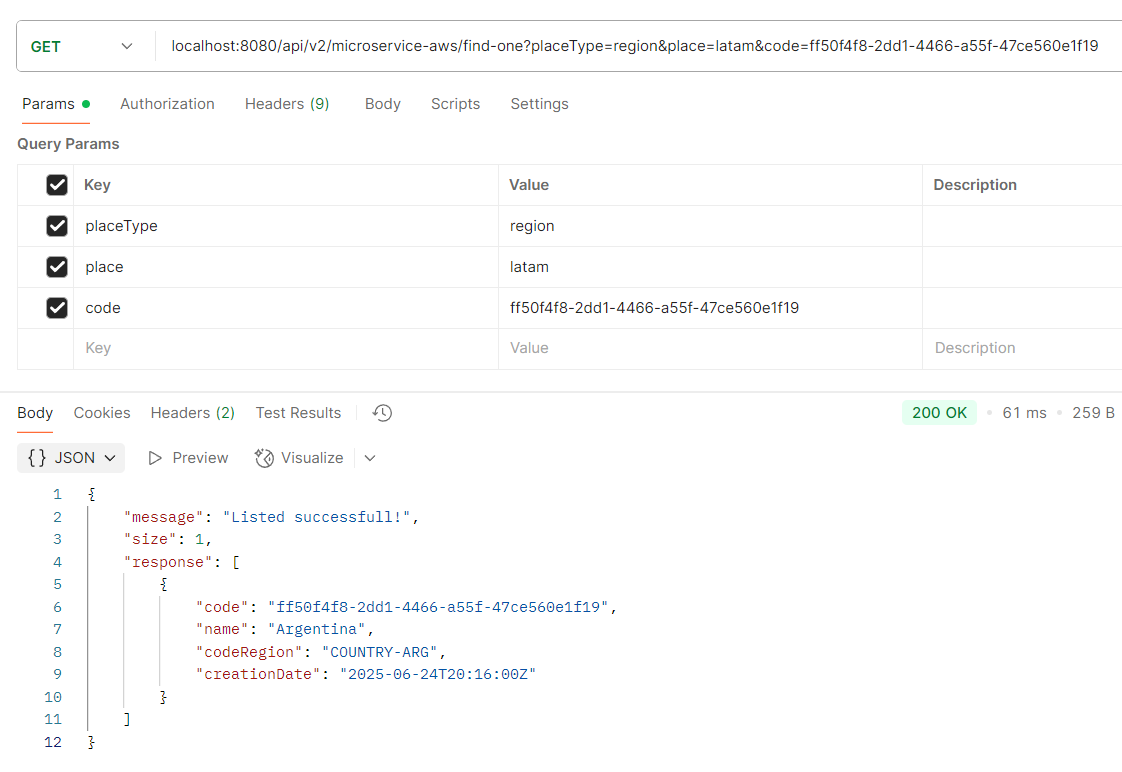 GET localhost:8080/api/v2/microservice-aws/find-one?placeType=region&place=latam&code=ff50f4f8-2dd1-4466-a55f-47ce560e1f19
Params Authorization Headers (9) Body Scripts Settings
Query Params
Key Value Description
placeType region
place latam
code ff50f4f8-2dd1-4466-a55f-47ce560e1f19
Key Value Description
Body Cookies Headers (2) Test Results 200 OK 61 ms 259 B
{} JSON Preview Visualize
1 {
2 "message": "Listed successfull!",
3 "size": 1,
4 "response": [
5 {
6 "code": "ff50f4f8-2dd1-4466-a55f-47ce560e1f19",
7 "name": "Argentina",
8 "codeRegion": "COUNTRY-ARG",
9 "creationDate": "2025-06-24T20:16:00Z"
10 }
11 ]
12 }